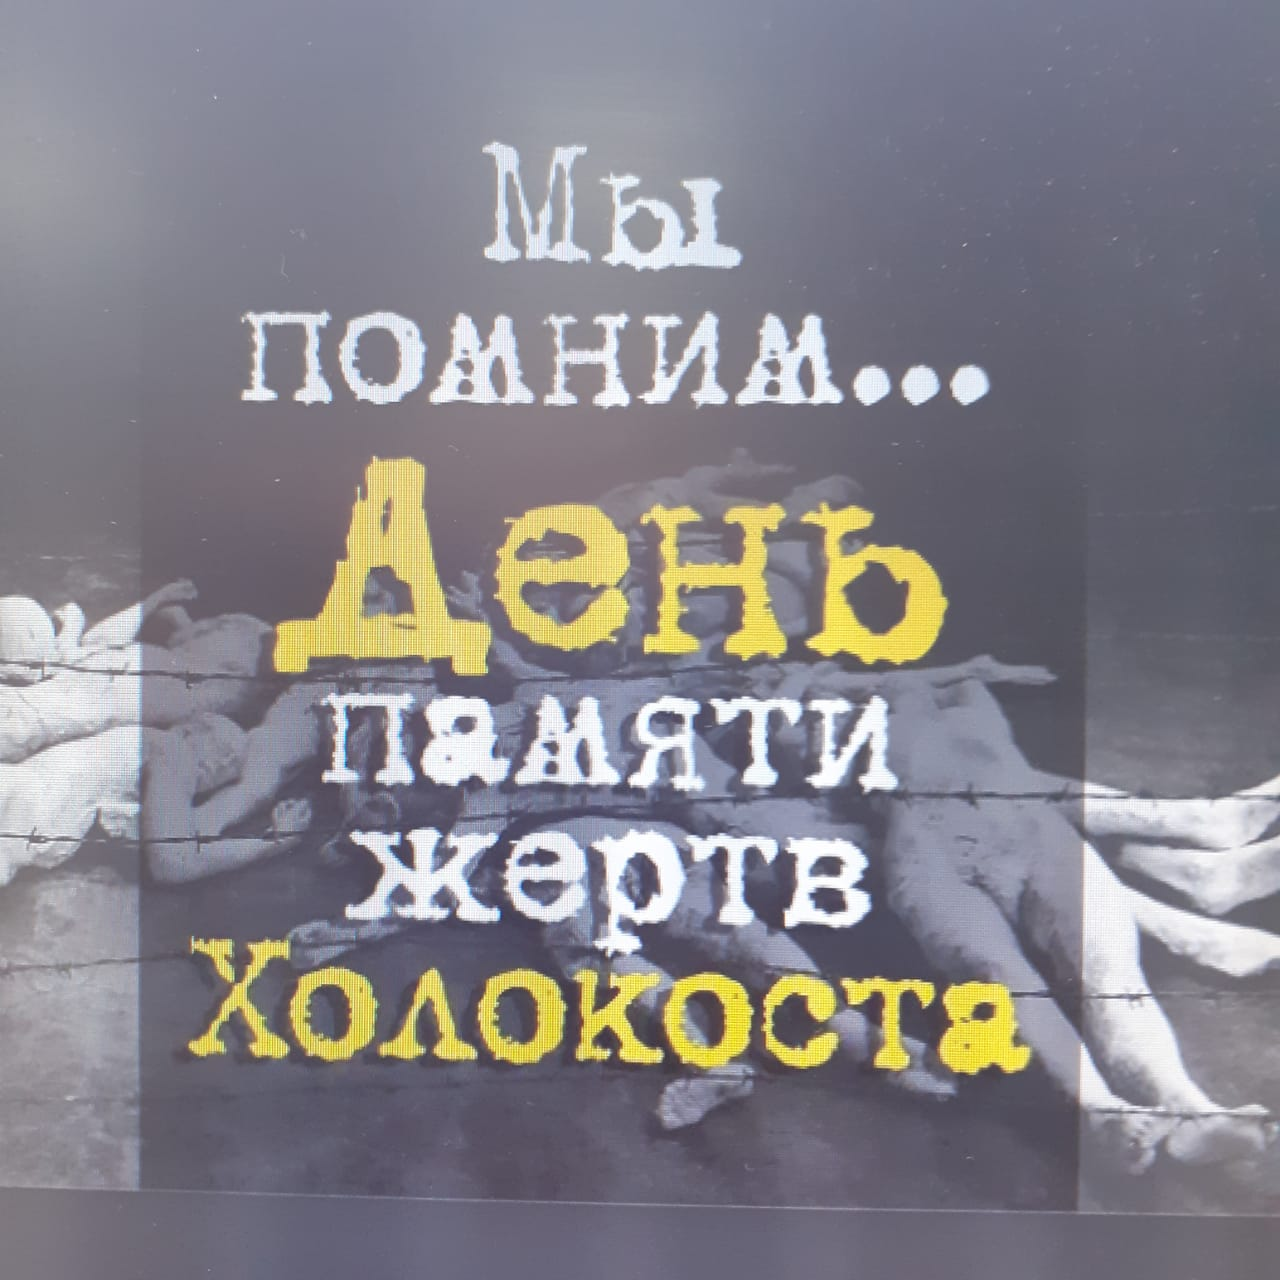 Мы
помним...
День
памяти
жертв
Холокоста